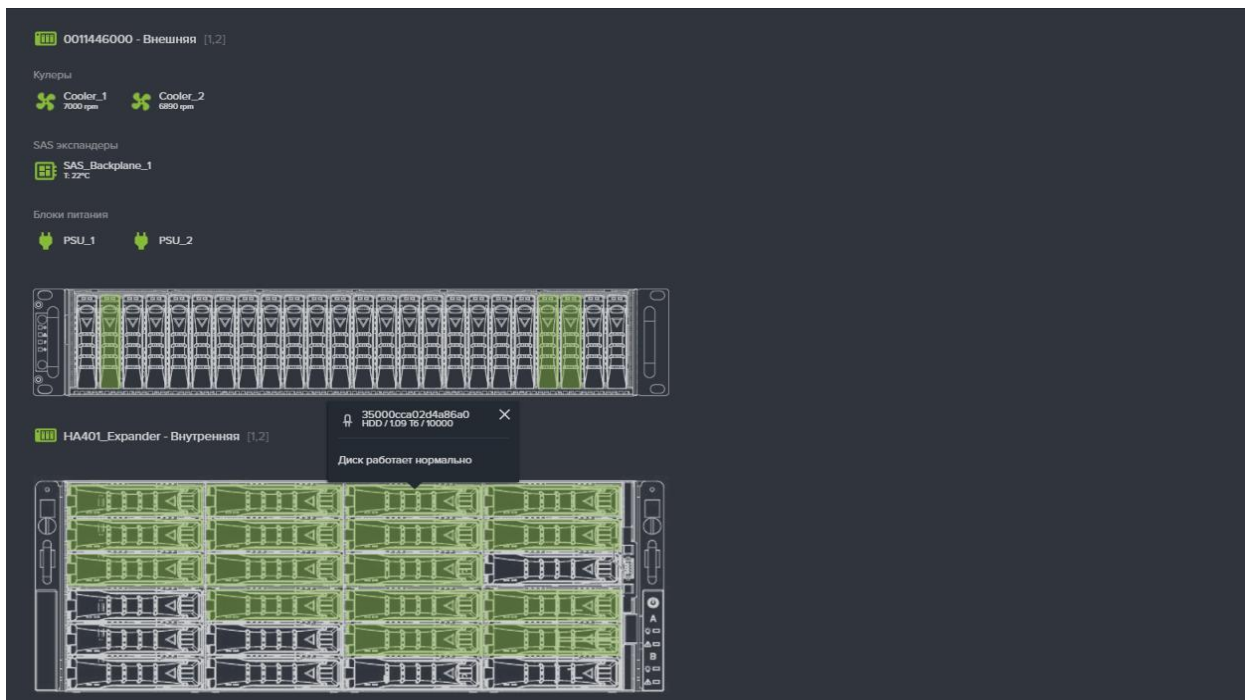 0011446000 - Внешняя [1,2]
Кулеры
Cooler_1
7000 rpm
Cooler_2
6890 rpm
SAS экспандеры
SAS_Backplane_1
T: 22°C
Блоки питания
PSU_1
PSU_2
35000cca02d4a86a0
HDD / 1.09 Тб / 10000
Диск работает нормально
HA401_Expander - Внутренняя [1,2]
A
B